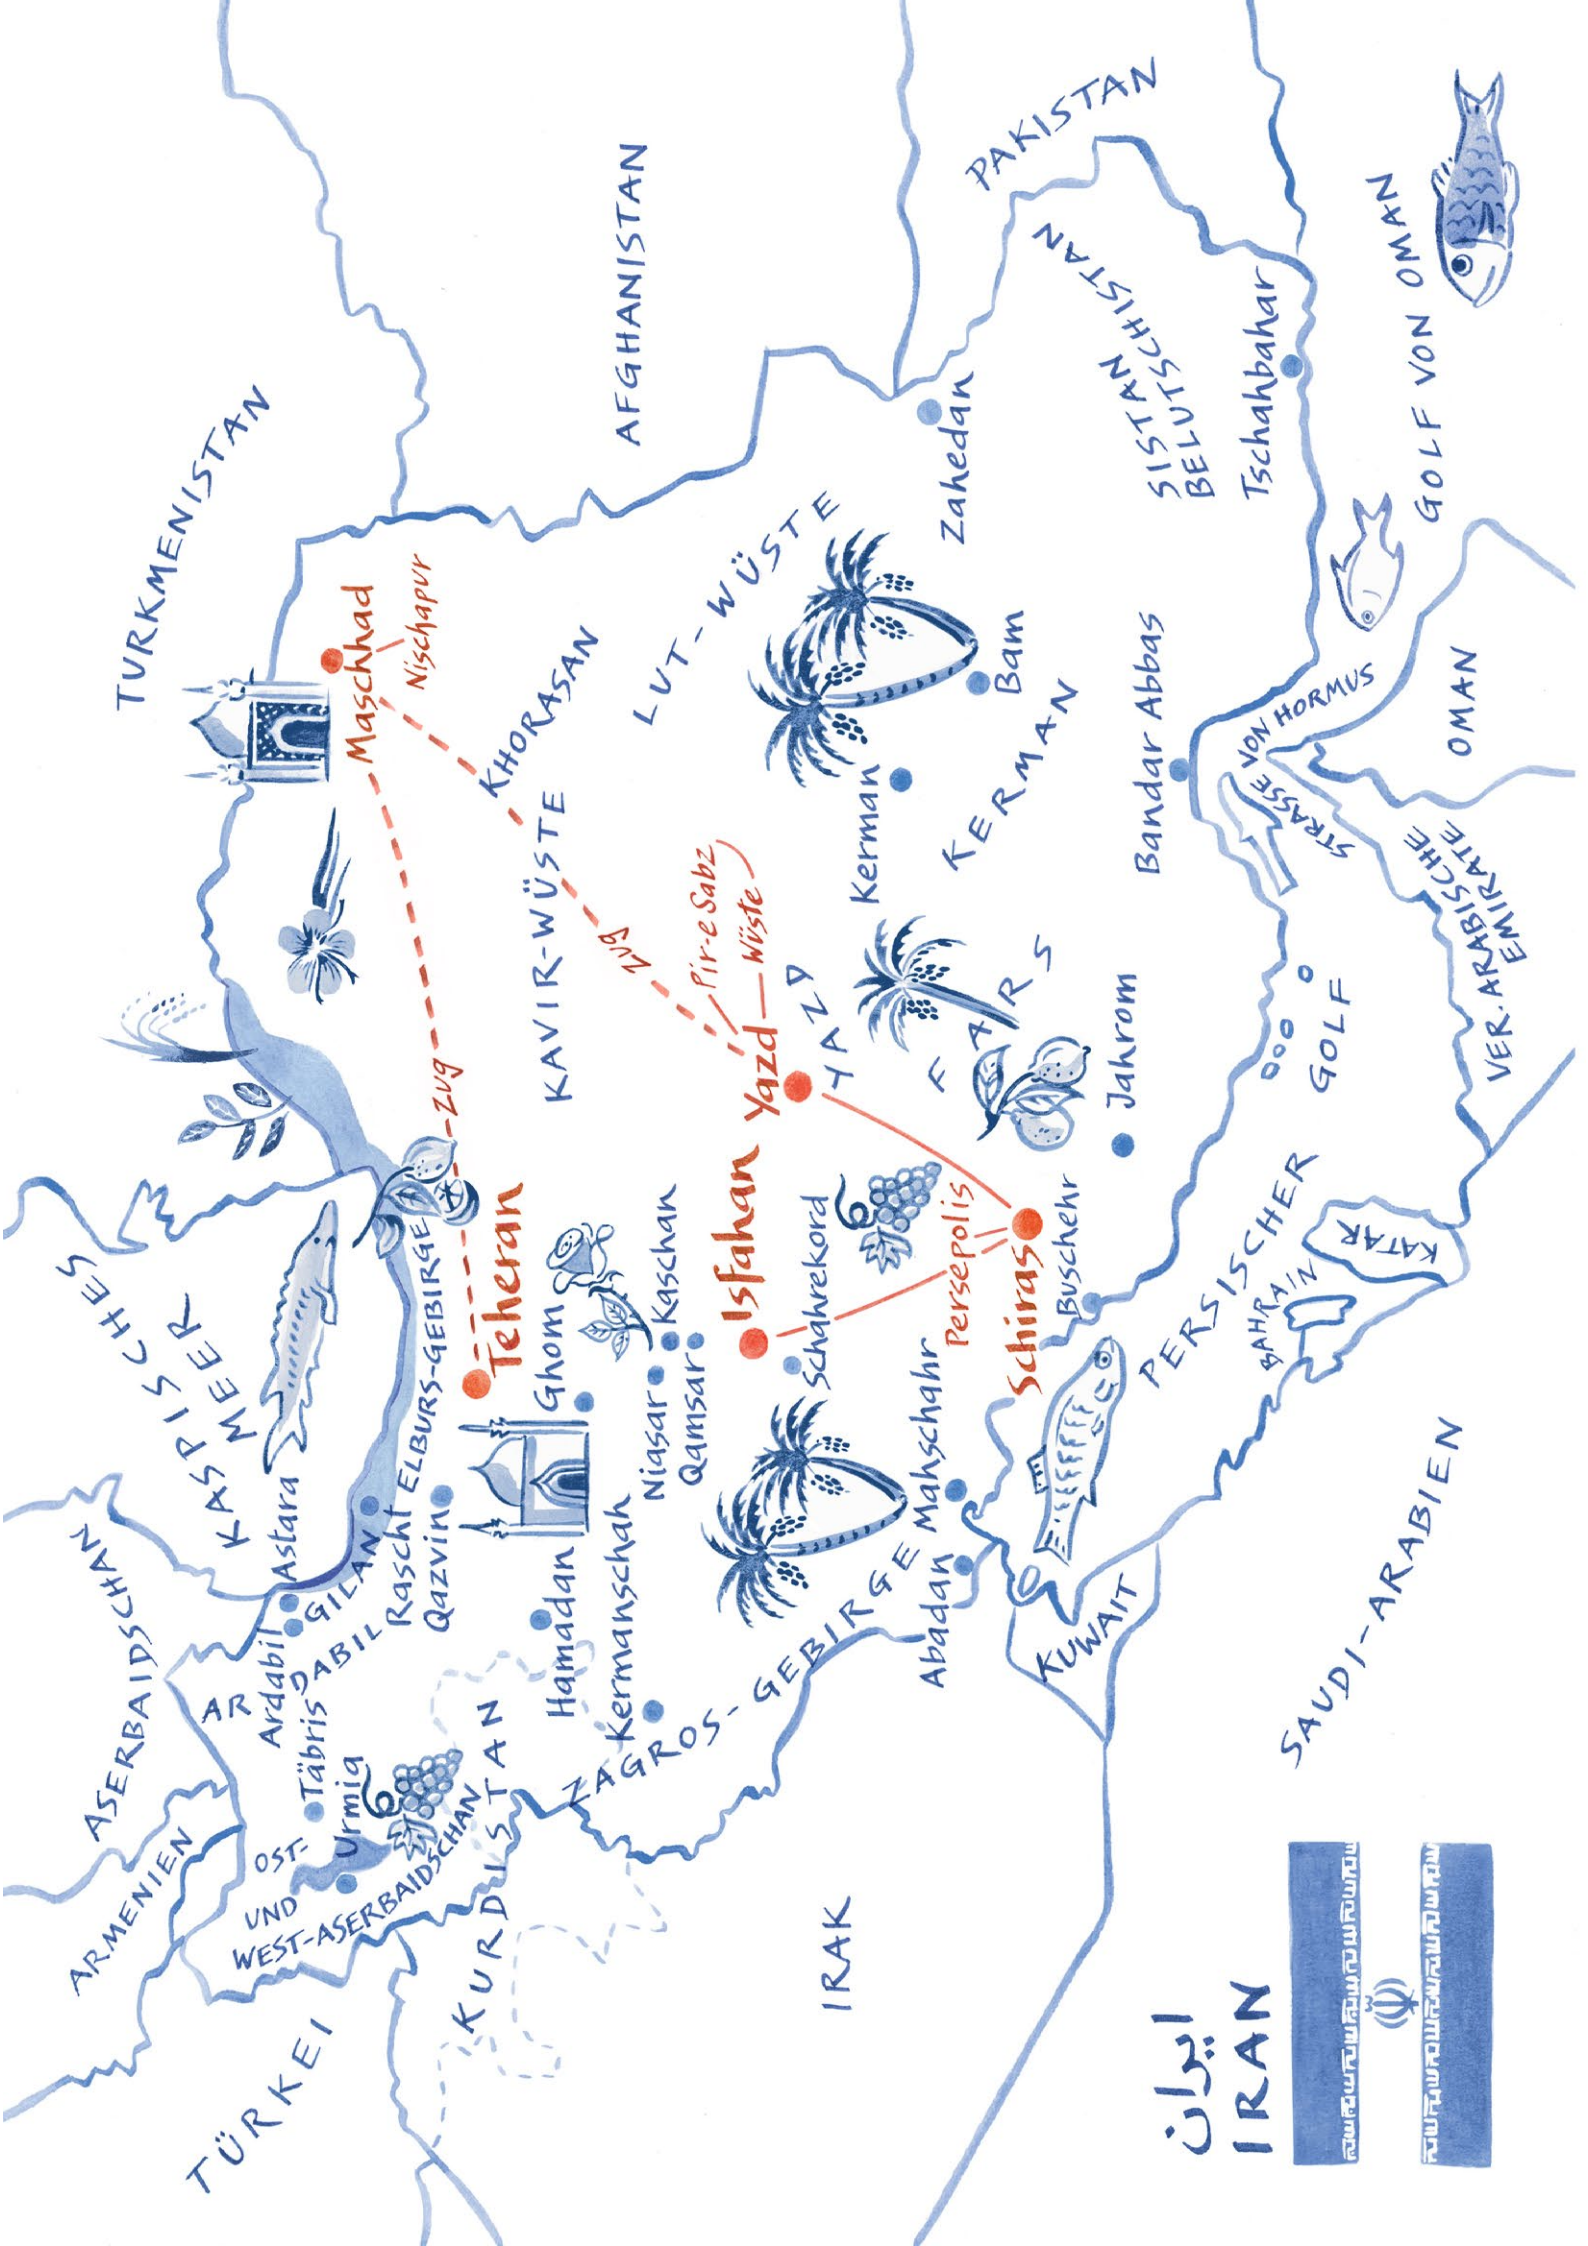 TURKMENISTAN
ASERBAIDSCHAN
ARMENIEN
TÜRKEI
KASPISCHES
MEER
AFGHANISTAN
PAKISTAN
IRAK
KUWAIT
SAUDI-ARABIEN
BAHRAIN
KATAR
VER. ARABISCHE
EMIRATE
OMAN
GOLF VON OMAN
STRASSE VON HORMUS
PERSISCHER
GOLF
OST-
UND
WEST-ASERBAIDSCHAN
ARDABIL
GILAN
KURDISTAN
ZAGROS-GEBIRGE
ELBURS-GEBIRGE
KAVIR-WÜSTE
KHORASAN
LUT-WÜSTE
YAZD
FARS
KERMAN
SISTAN
BELUTSCHISTAN
Astara
Ardabil
Täbris
Urmia
Rascht
Qazvin
Teheran
Zug
Maschhad
Nischapur
Zug
Hamadan
Kermanschah
Ghom
Niasar
Kaschan
Qamsar
Isfahan
Yazd
Pir-e Sabz
Wüste
Schahrekord
Persepolis
Schiras
Abadan
Mahschahr
Buschehr
Jahrom
Kerman
Bam
Zahedan
Bandar Abbas
Tschahbahar
ایران
IRAN